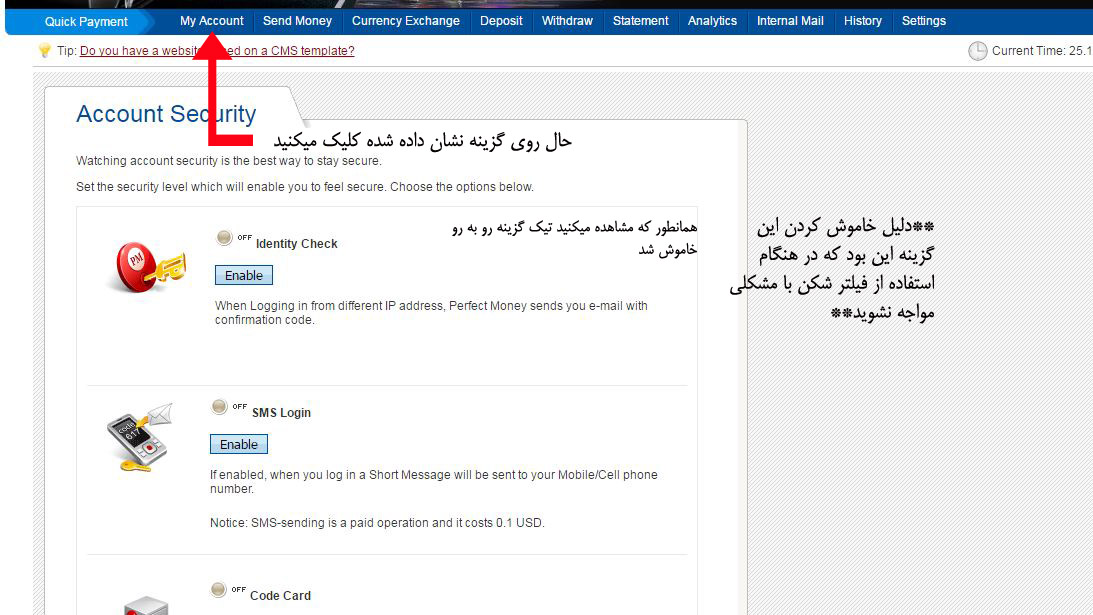 Quick Payment My Account Send Money Currency Exchange Deposit Withdraw Statement Analytics Internal Mail History Settings
Tip: Do you have a website ed on a CMS template? Current Time: 25.1
Account Security
حال روی گزینه نشان داده شده کلیک میکنید
Watching account security is the best way to stay secure.
Set the security level which will enable you to feel secure. Choose the options below.
همانطور که مشاهده میکنید تیک گزینه رو به رو
خاموش شد
**دلیل خاموش کردن این
گزینه این بود که در هنگام
استفاده از فیلتر شکن با مشکلی
مواجه نشوید**
PM
OFF Identity Check
Enable
When Logging in from different IP address, Perfect Money sends you e-mail with
confirmation code.
code
617
OFF SMS Login
Enable
If enabled, when you log in a Short Message will be sent to your Mobile/Cell phone
number.
Notice: SMS-sending is a paid operation and it costs 0.1 USD.
OFF Code Card